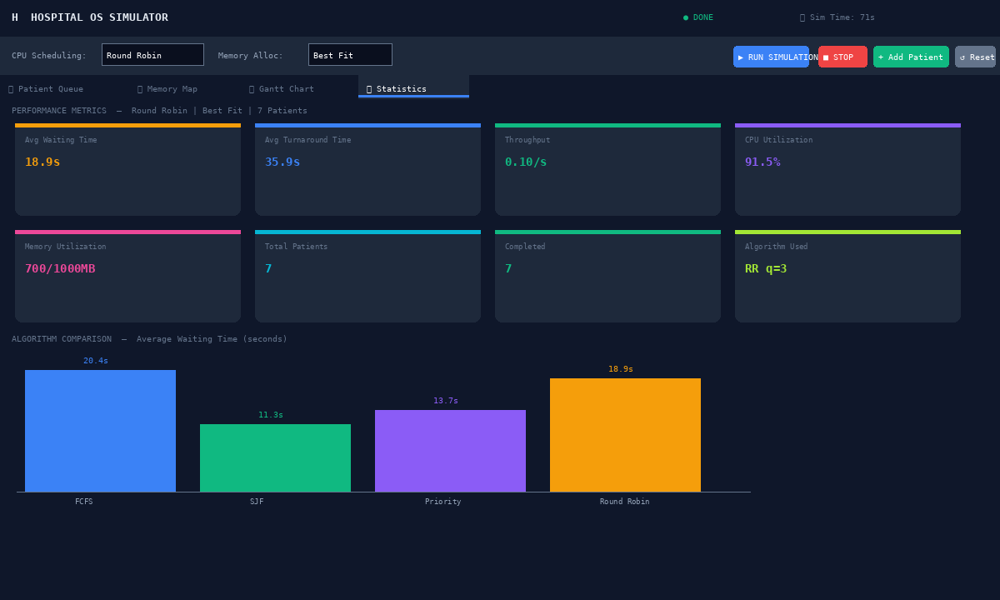 H HOSPITAL OS SIMULATOR
● DONE
Sim Time: 71s
CPU Scheduling: Round Robin Memory Alloc: Best Fit
▶ RUN SIMULATION ■ STOP + Add Patient ↺ Reset
Patient Queue Memory Map Gantt Chart Statistics
PERFORMANCE METRICS — Round Robin | Best Fit | 7 Patients
Avg Waiting Time
18.9s
Avg Turnaround Time
35.9s
Throughput
0.10/s
CPU Utilization
91.5%
Memory Utilization
700/1000MB
Total Patients
7
Completed
7
Algorithm Used
RR q=3
ALGORITHM COMPARISON — Average Waiting Time (seconds)
20.4s
11.3s
13.7s
18.9s
FCFS
SJF
Priority
Round Robin